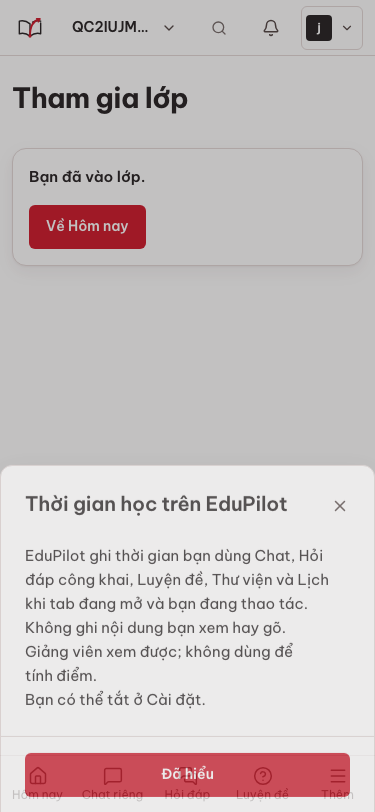 QC2IUJM...
j
Tham gia lớp
Bạn đã vào lớp.
Về Hôm nay
Thời gian học trên EduPilot
EduPilot ghi thời gian bạn dùng Chat, Hỏi
đáp công khai, Luyện đề, Thư viện và Lịch
khi tab đang mở và bạn đang thao tác.
Không ghi nội dung bạn xem hay gõ.
Giảng viên xem được; không dùng để
tính điểm.
Bạn có thể tắt ở Cài đặt.
Đã hiểu
Hôm nay
Chat riêng
Hỏi đáp
Luyện đề
Thêm